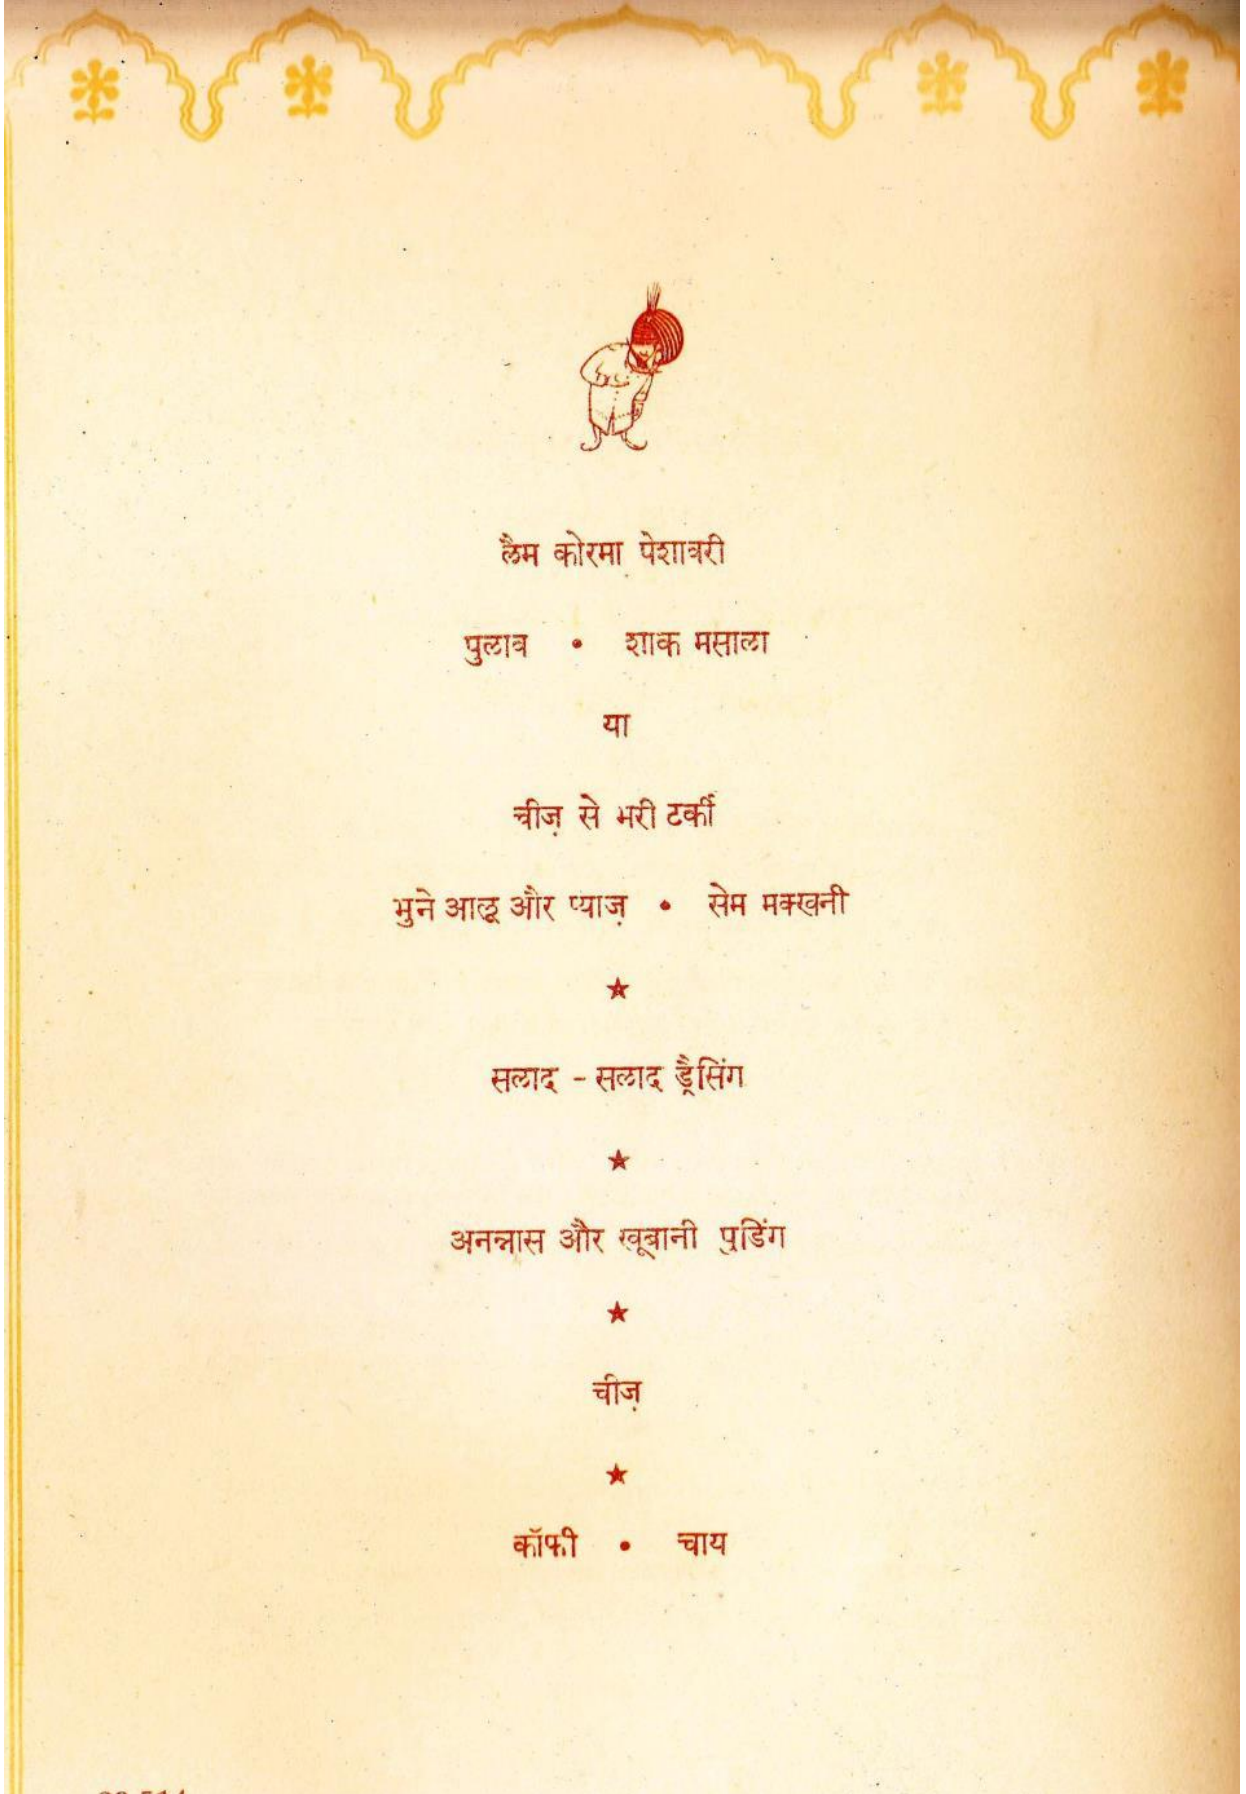 लैम कोरमा पेशावरी
पुलाव • शाक मसाला
या
चीज़ से भरी टर्की
भुने आलू और प्याज़ • सेम मक्खनी
★
सलाद - सलाद ड्रैसिंग
★
अनन्नास और खूबानी पुडिंग
★
चीज़
★
कॉफी • चाय